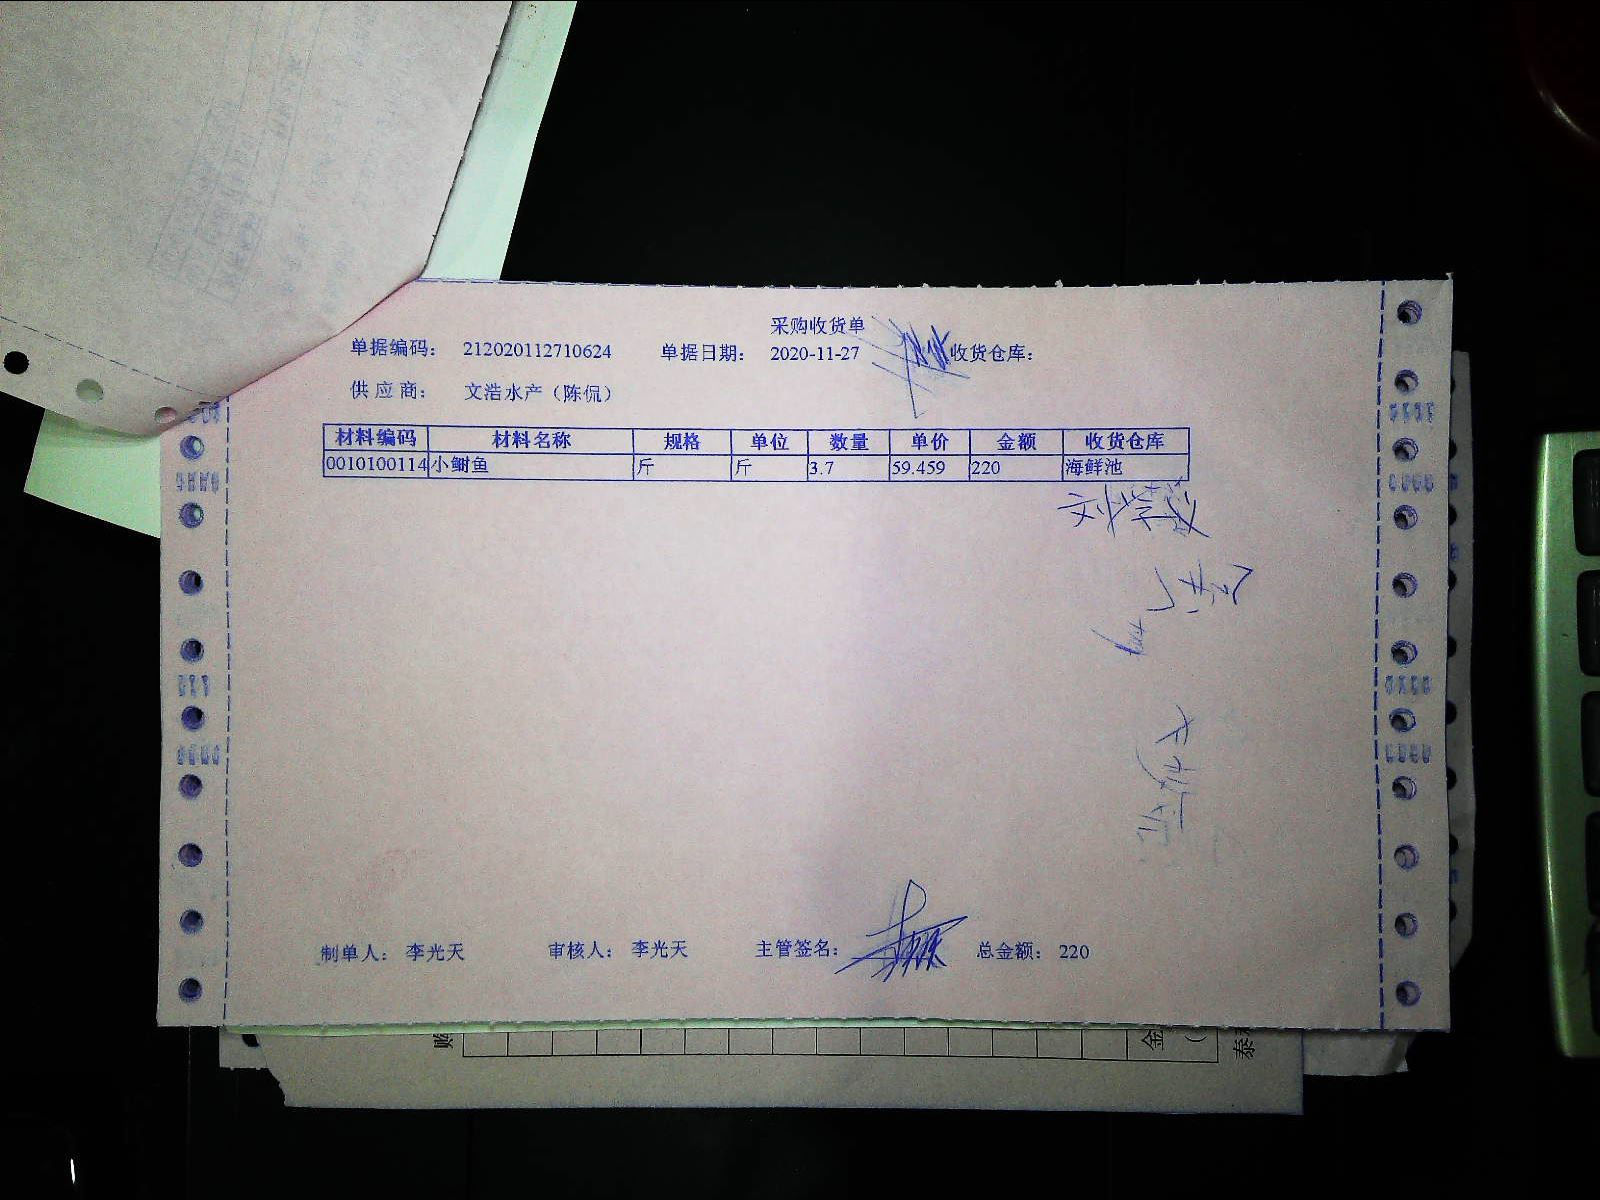 采购收货单
单据编码： 212020112710624 单据日期： 2020-11-27 收货仓库：
供应商： 文浩水产（陈侃）
材料编码 材料名称 规格 单位 数量 单价 金额 收货仓库
0010100114 小鲥鱼 斤 斤 3.7 59.459 220 海鲜池
制单人： 李光天 审核人： 李光天 主管签名： 总金额： 220